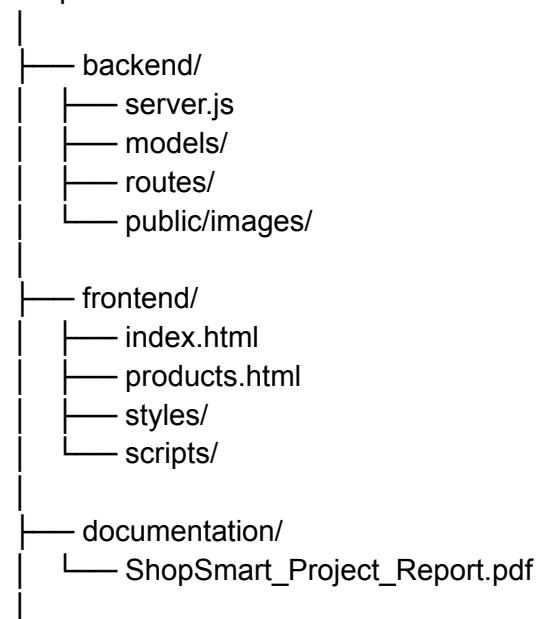 backend/
server.js
models/
routes/
public/images/
frontend/
index.html
products.html
styles/
scripts/
documentation/
ShopSmart_Project_Report.pdf